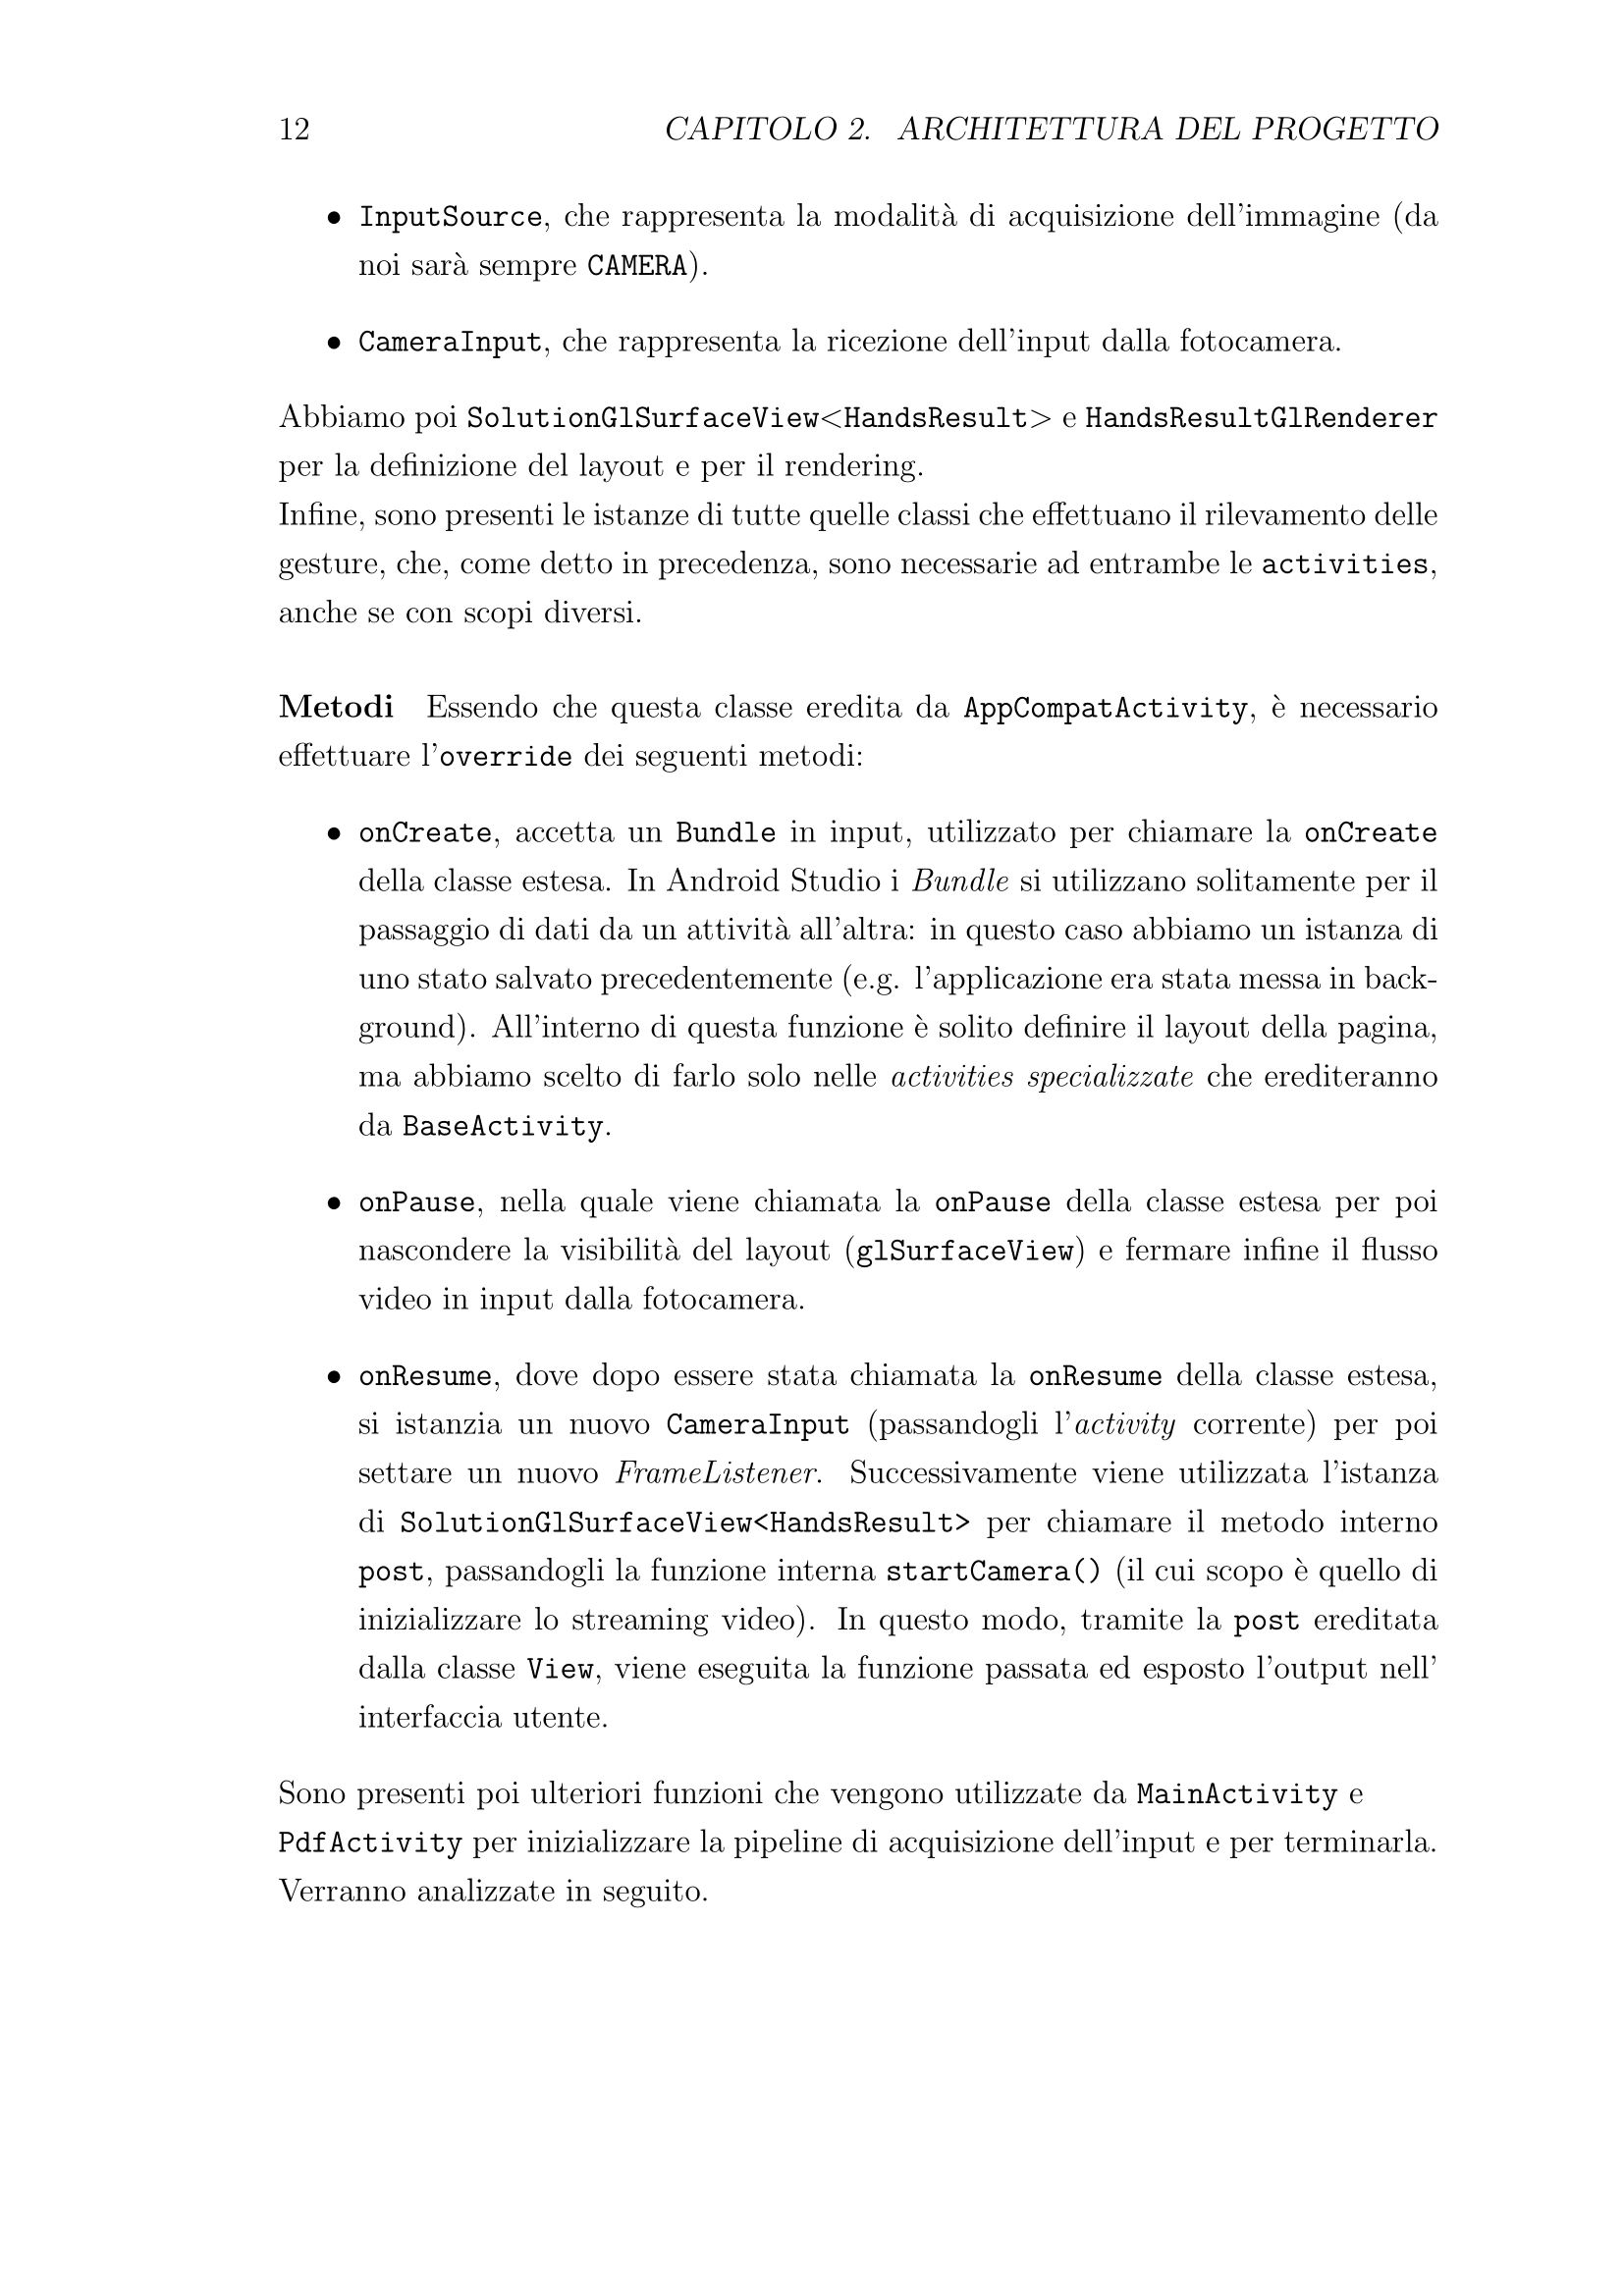 12 CAPITOLO 2. ARCHITETTURA DEL PROGETTO
• InputSource, che rappresenta la modalità di acquisizione dell'immagine (da
noi sarà sempre CAMERA).
• CameraInput, che rappresenta la ricezione dell'input dalla fotocamera.
Abbiamo poi SolutionGlSurfaceView<HandsResult> e HandsResultGlRenderer
per la definizione del layout e per il rendering.
Infine, sono presenti le istanze di tutte quelle classi che effettuano il rilevamento delle
gesture, che, come detto in precedenza, sono necessarie ad entrambe le activities,
anche se con scopi diversi.
Metodi Essendo che questa classe eredita da AppCompatActivity, è necessario
effettuare l'override dei seguenti metodi:
• onCreate, accetta un Bundle in input, utilizzato per chiamare la onCreate
della classe estesa. In Android Studio i Bundle si utilizzano solitamente per il
passaggio di dati da un attività all'altra: in questo caso abbiamo un istanza di
uno stato salvato precedentemente (e.g. l'applicazione era stata messa in back-
ground). All'interno di questa funzione è solito definire il layout della pagina,
ma abbiamo scelto di farlo solo nelle activities specializzate che erediteranno
da BaseActivity.
• onPause, nella quale viene chiamata la onPause della classe estesa per poi
nascondere la visibilità del layout (glSurfaceView) e fermare infine il flusso
video in input dalla fotocamera.
• onResume, dove dopo essere stata chiamata la onResume della classe estesa,
si istanzia un nuovo CameraInput (passandogli l'activity corrente) per poi
settare un nuovo FrameListener. Successivamente viene utilizzata l'istanza
di SolutionGlSurfaceView<HandsResult> per chiamare il metodo interno
post, passandogli la funzione interna startCamera() (il cui scopo è quello di
inizializzare lo streaming video). In questo modo, tramite la post ereditata
dalla classe View, viene eseguita la funzione passata ed esposto l'output nell'
interfaccia utente.
Sono presenti poi ulteriori funzioni che vengono utilizzate da MainActivity e
PdfActivity per inizializzare la pipeline di acquisizione dell'input e per terminarla.
Verranno analizzate in seguito.